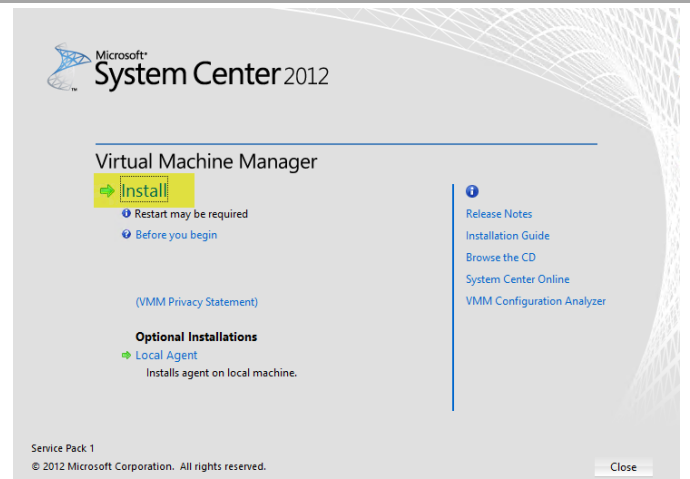 Microsoft®
System Center 2012
TM
Virtual Machine Manager
Install
Restart may be required
Before you begin
(VMM Privacy Statement)
Optional Installations
Local Agent
Installs agent on local machine.
Release Notes
Installation Guide
Browse the CD
System Center Online
VMM Configuration Analyzer
Service Pack 1
© 2012 Microsoft Corporation. All rights reserved.
Close